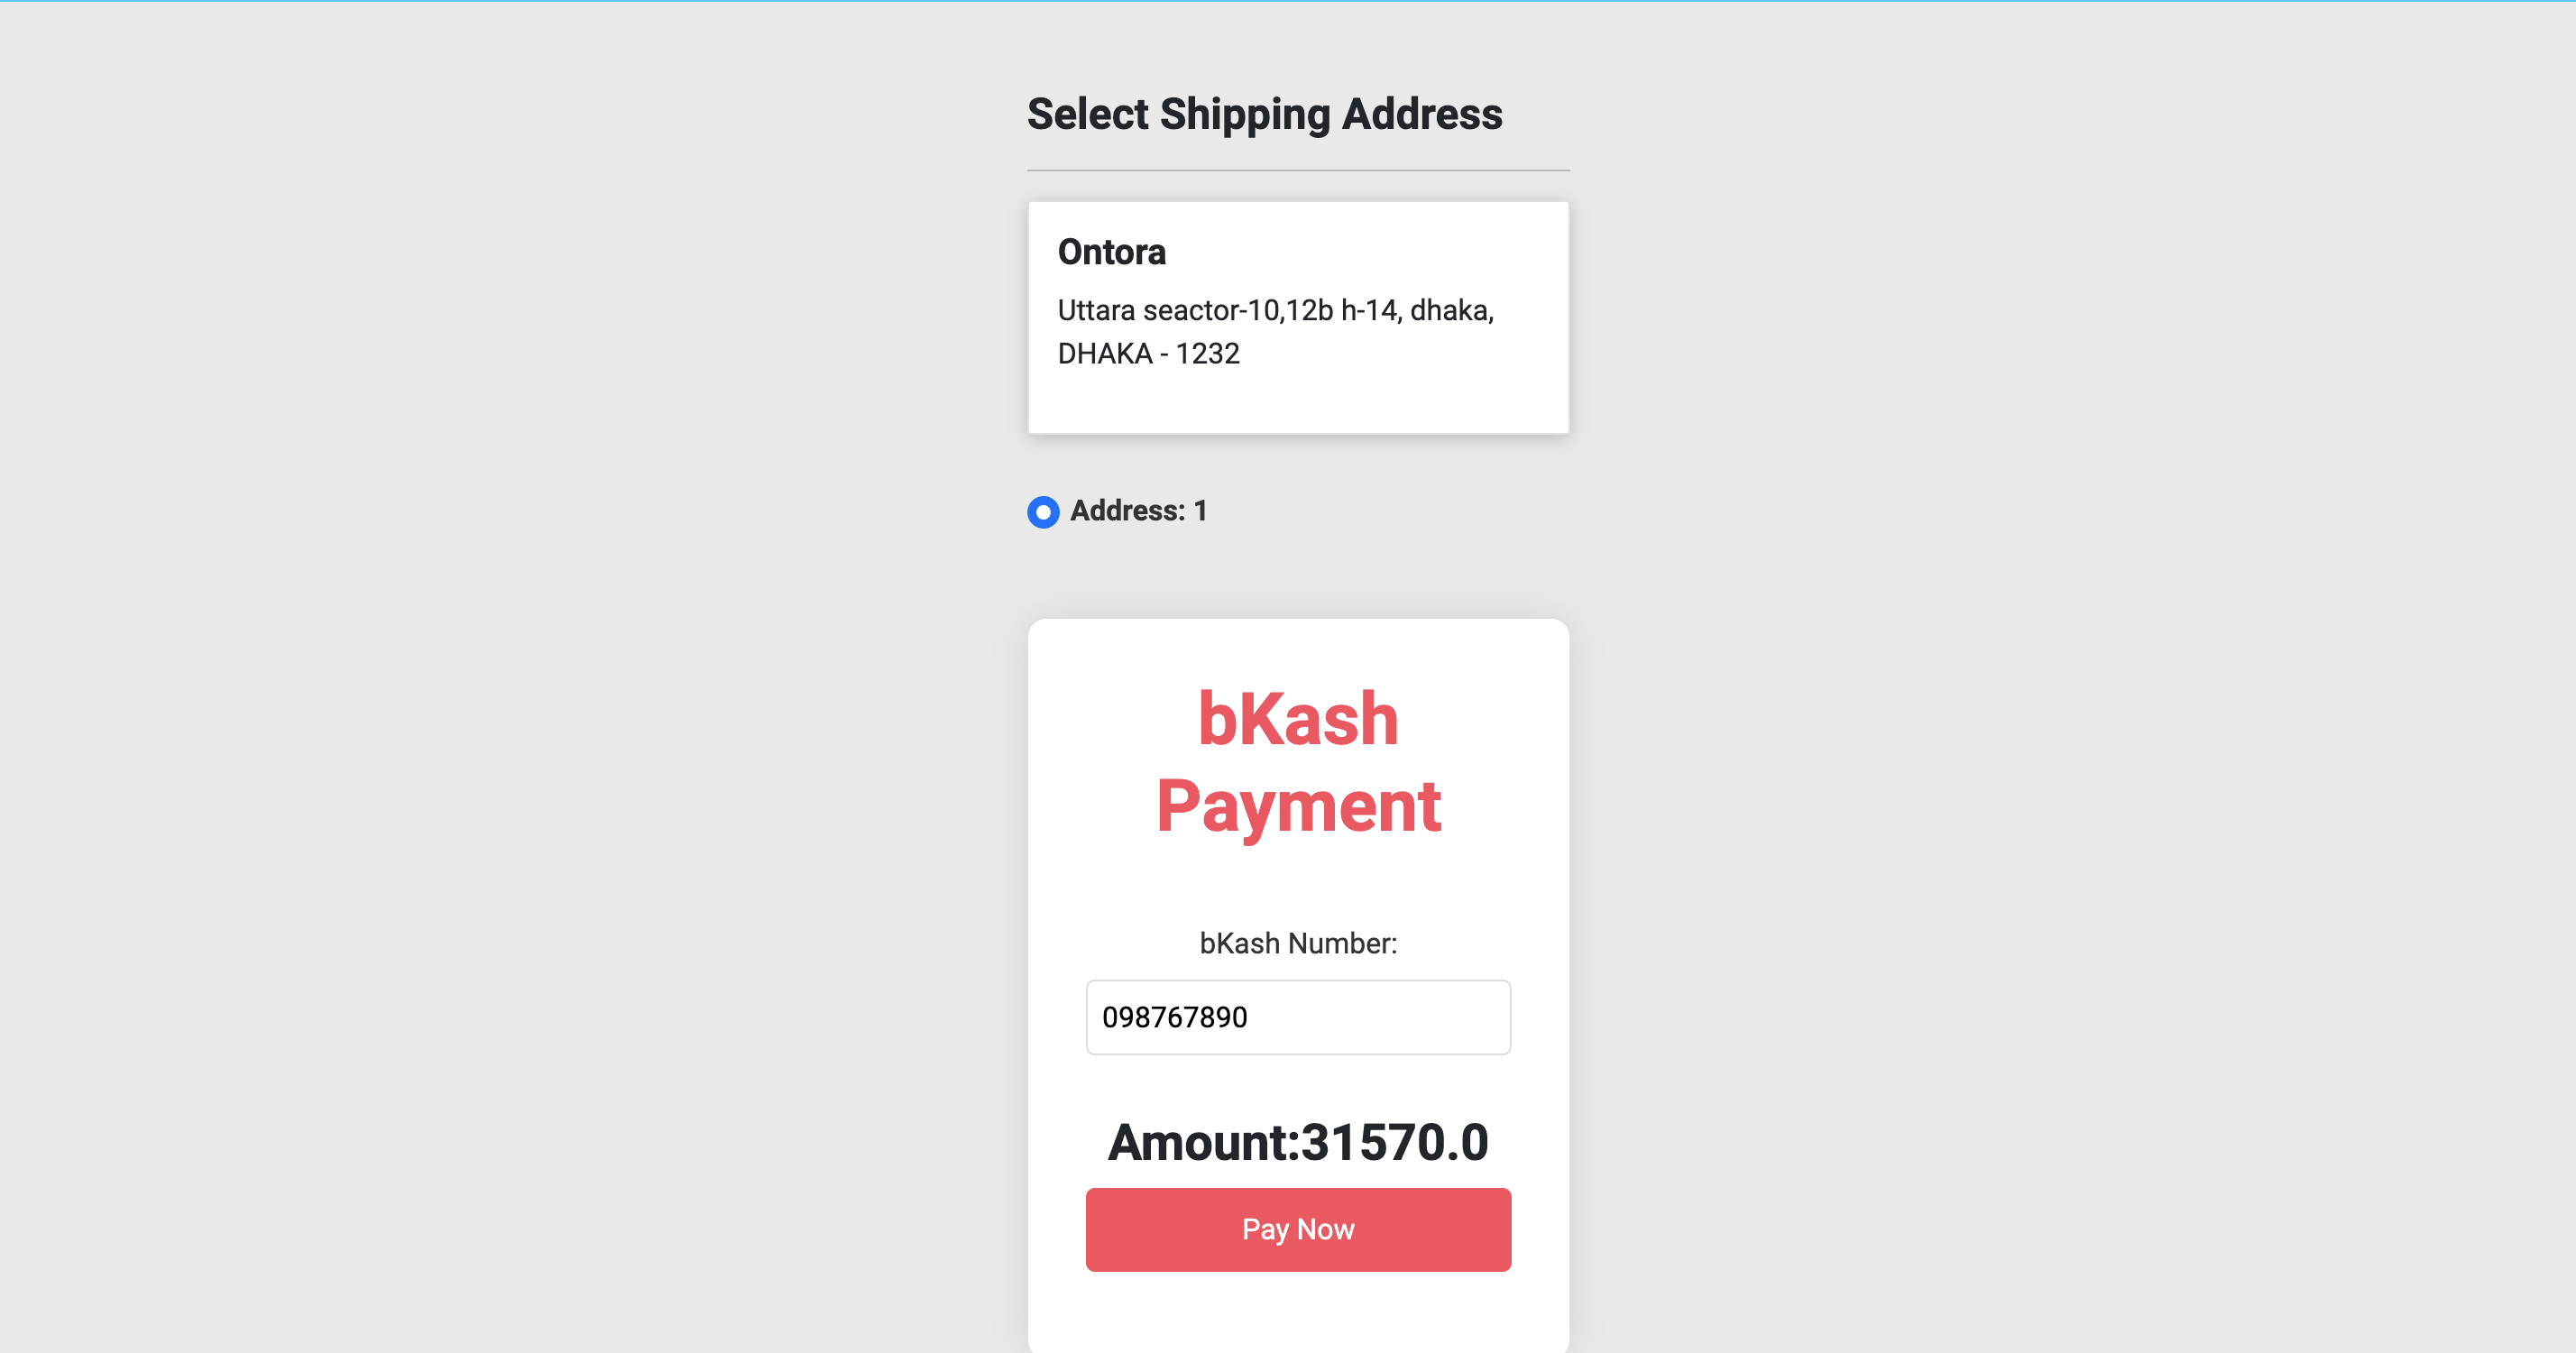 Select Shipping Address
Ontora
Uttara seactor-10,12b h-14, dhaka,
DHAKA - 1232
Address: 1
bKash
Payment
bKash Number:
098767890
Amount:31570.0
Pay Now